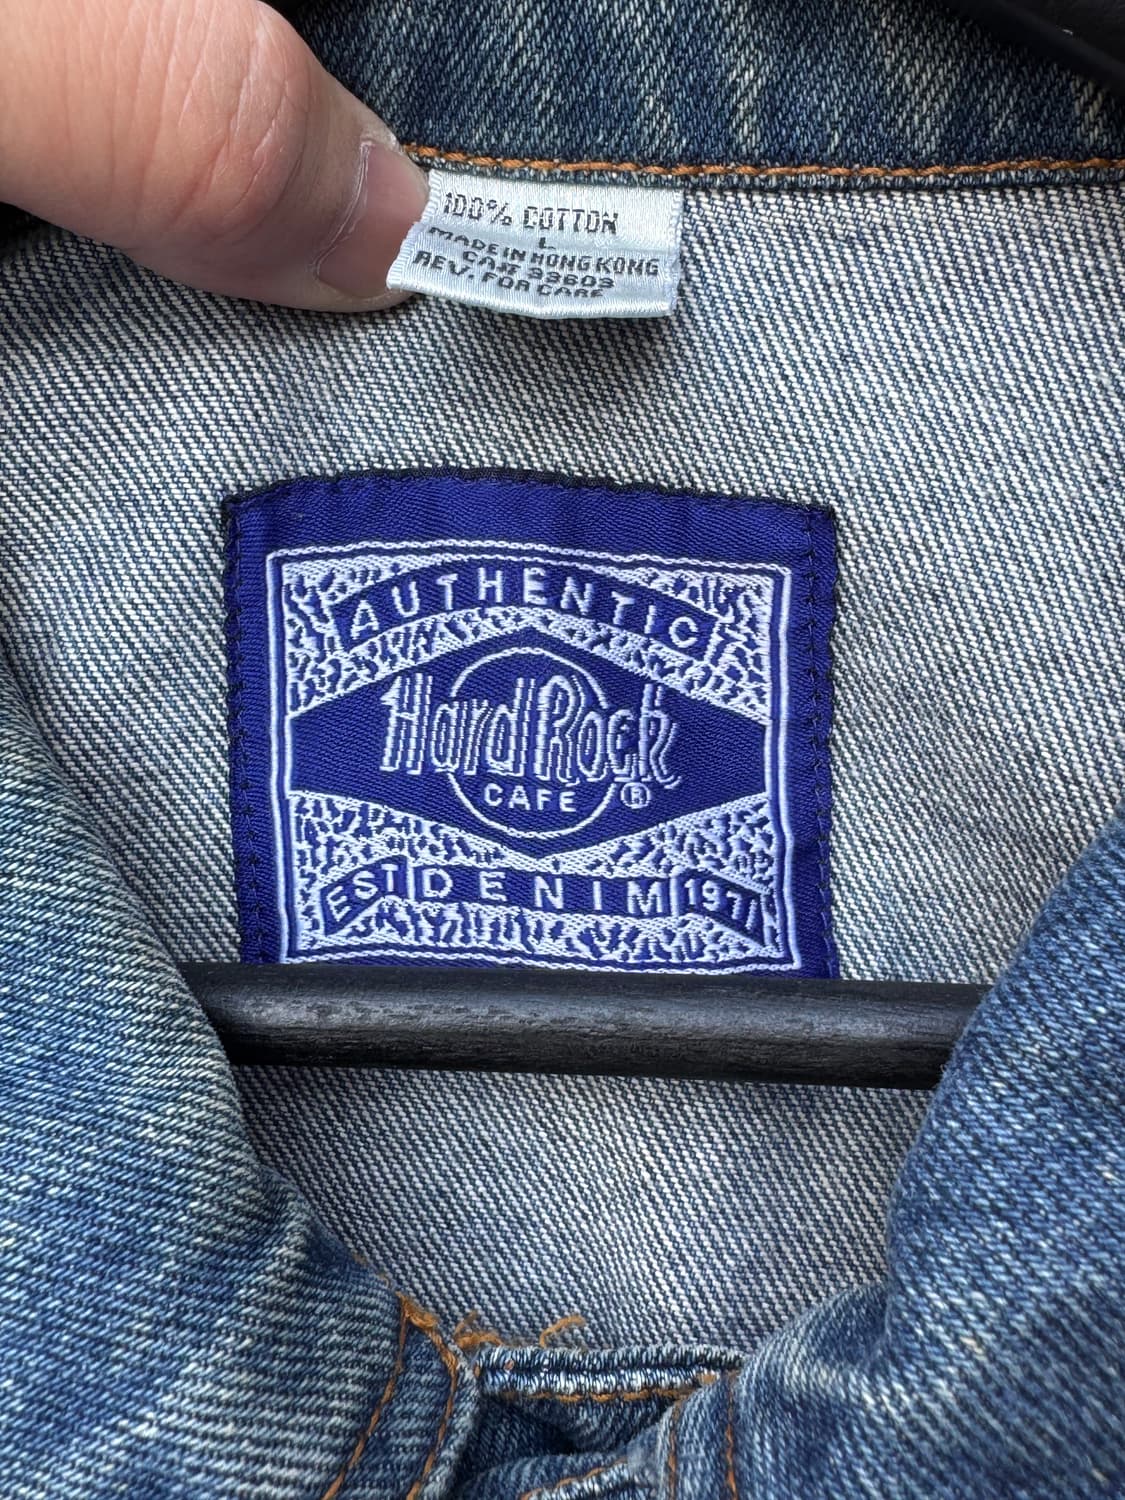 100% COTTON
L
MADE IN HONG KONG
CA# 33603
REV. FOR CARE
AUTHENTIC
Hard Rock
CAFE ®
EST DENIM 1971